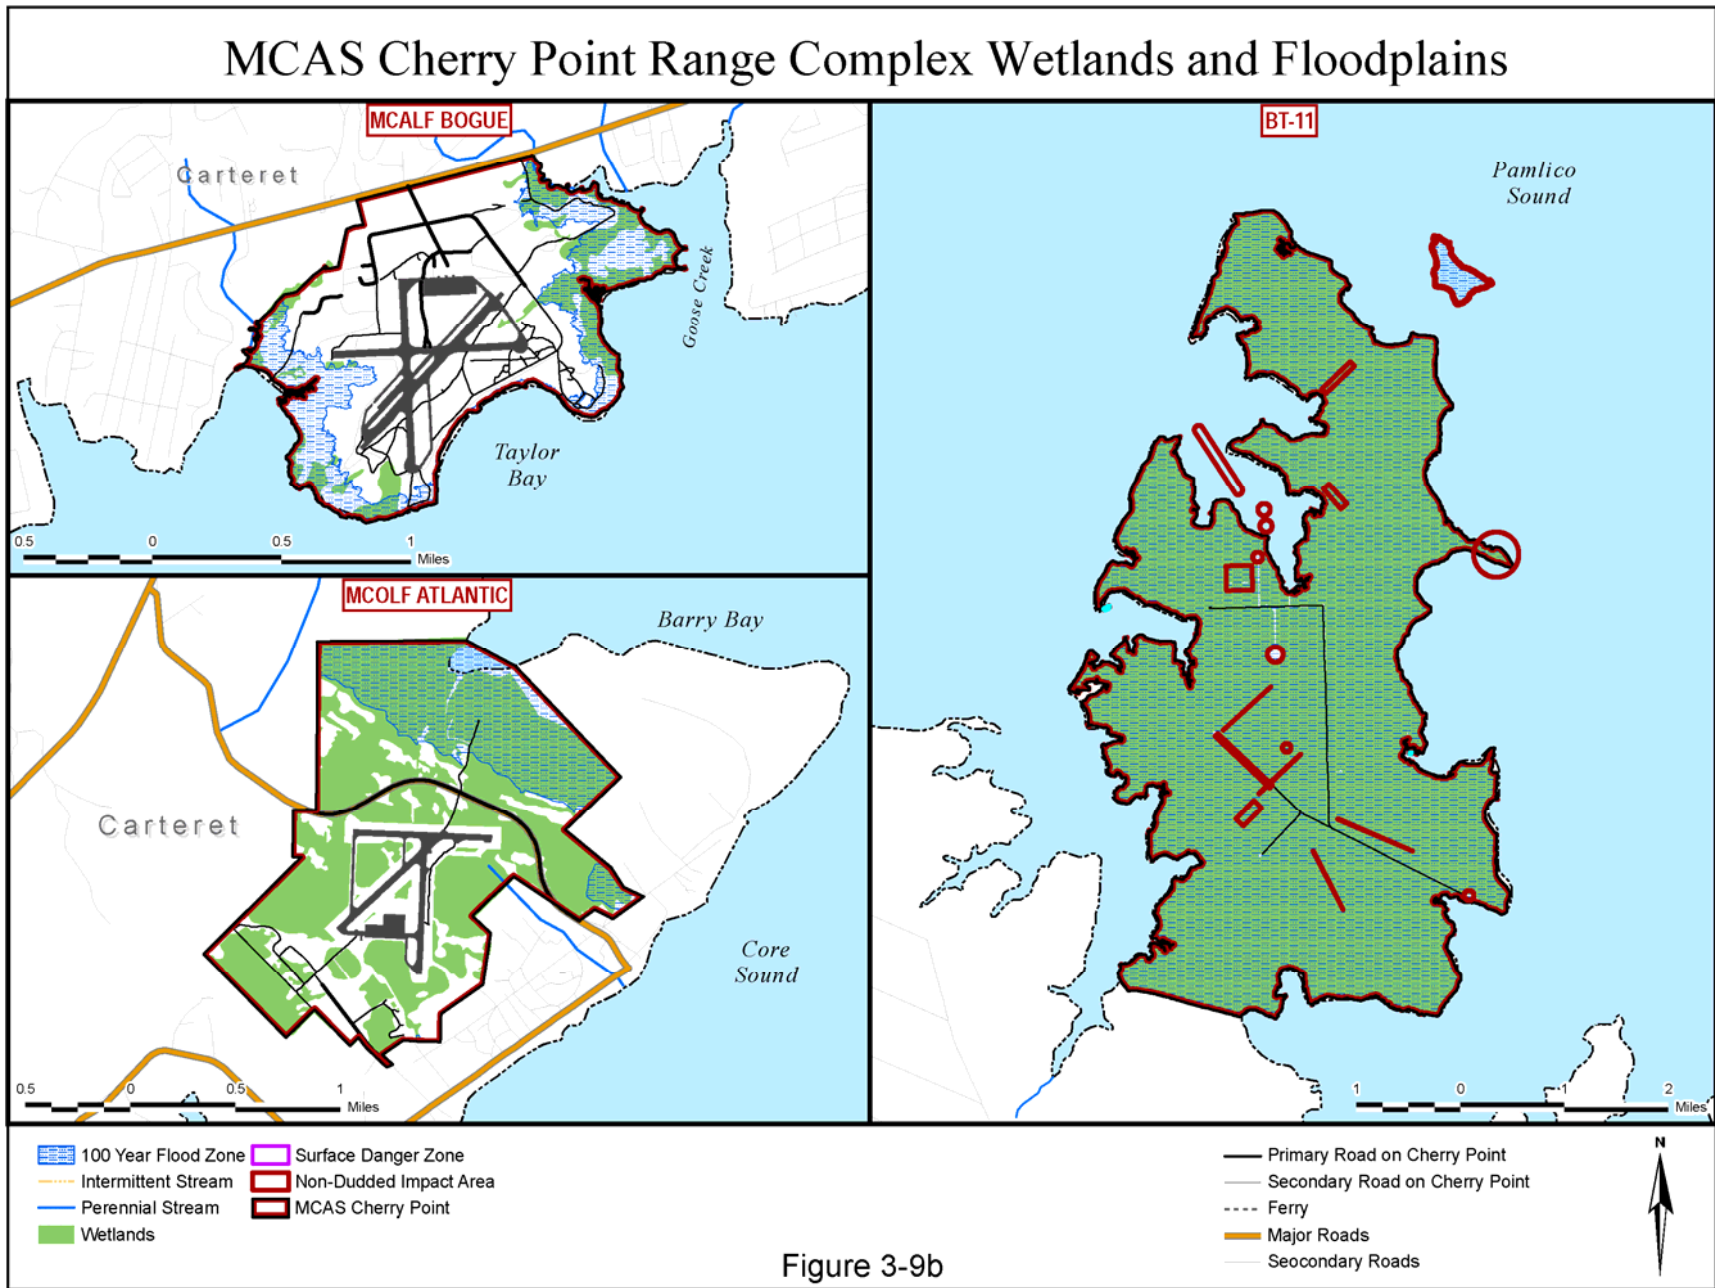 MCAS Cherry Point Range Complex Wetlands and Floodplains
MCALF BOGUE
Carteret
Goose Creek
Taylor
Bay
0.5 0 0.5 1
Miles
MCOLF ATLANTIC
Barry Bay
Carteret
Core
Sound
0.5 0 0.5 1
Miles
BT-11
Pamlico
Sound
1 0 1 2
Miles
100 Year Flood Zone
Intermittent Stream
Perennial Stream
Wetlands
Surface Danger Zone
Non-Dudded Impact Area
MCAS Cherry Point
Figure 3-9b
Primary Road on Cherry Point
Secondary Road on Cherry Point
Ferry
Major Roads
Seocondary Roads
N